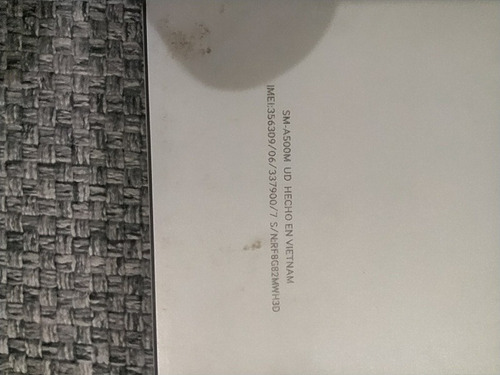 SM-A500M UD HECHO EN VIETNAM
IMEI:356309/06/337900/7 S/N:RF8G82MWH3D